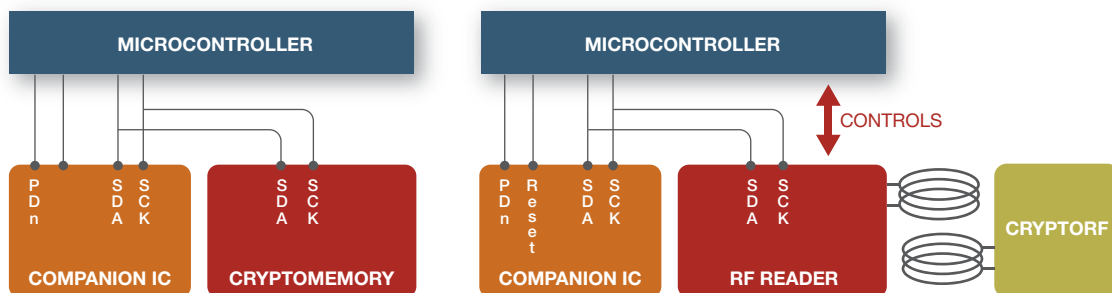 MICROCONTROLLER
PDn
SDA
SCK
COMPANION IC
SDA
SCK
CRYPTOMEMORY
MICROCONTROLLER
CONTROLS
PDn
Reset
SDA
SCK
COMPANION IC
SDA
SCK
RF READER
CRYPTORF